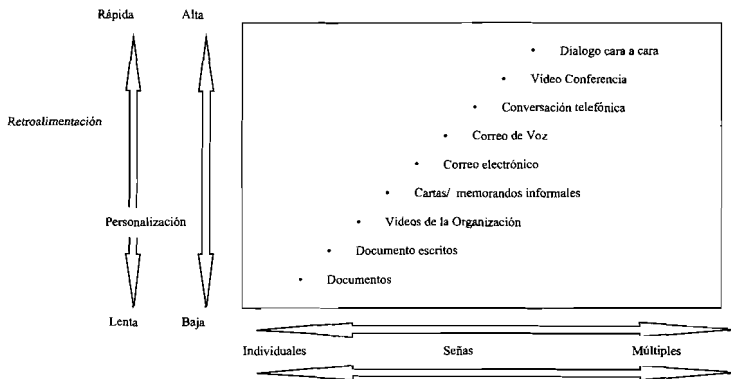 Rápida Alta
Dialogo cara a cara
Video Conferencia
Conversación telefónica
Retroalimentación
Correo de Voz
Correo electrónico
Cartas/ memorandos informales
Personalización
Videos de la Organización
Documento escritos
Documentos
Lenta Baja
Individuales Señas Múltiples